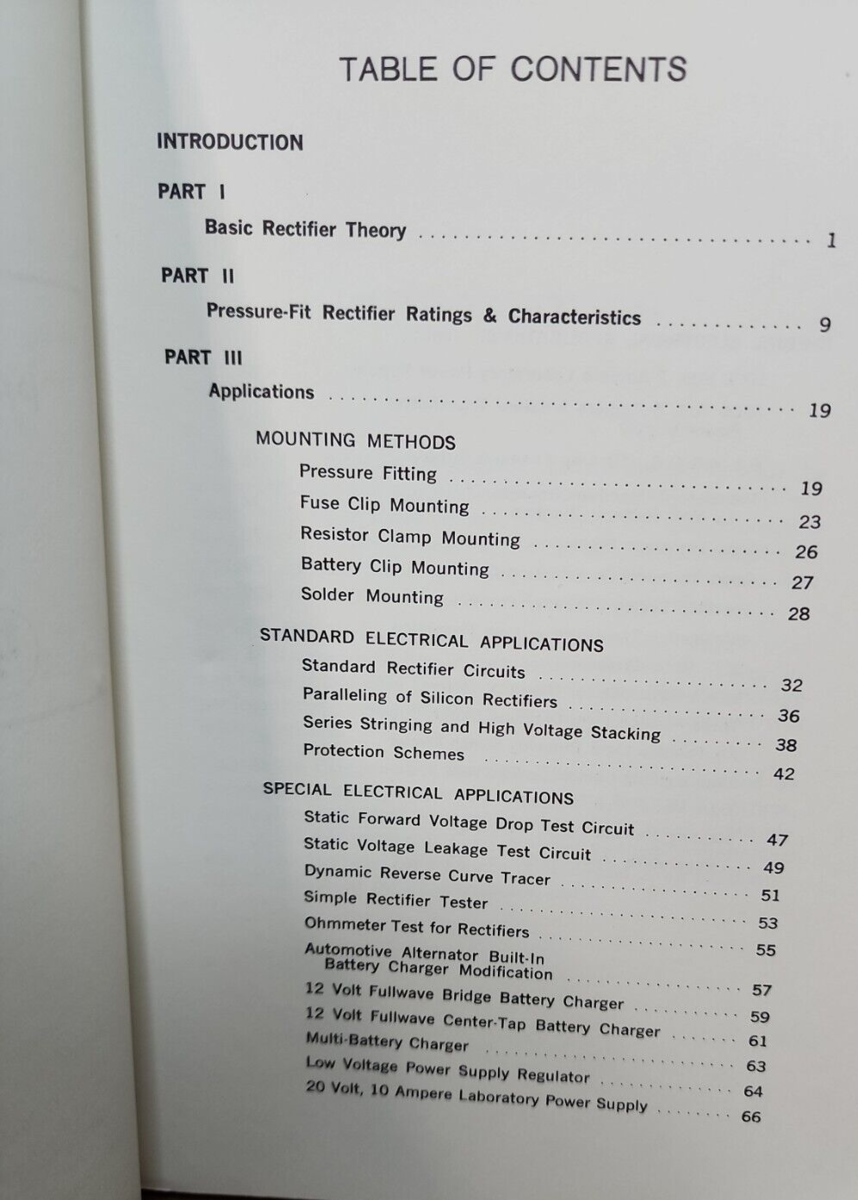 TABLE OF CONTENTS
INTRODUCTION
PART I
Basic Rectifier Theory . . . . . . . . . . . . . . . . . . . . . . . . . . . . . . . . . . 1
PART II
Pressure-Fit Rectifier Ratings & Characteristics . . . . . . . . . . . . . 9
PART III
Applications . . . . . . . . . . . . . . . . . . . . . . . . . . . . . . . . . . . . . . . . . 19
MOUNTING METHODS
Pressure Fitting . . . . . . . . . . . . . . . . . . . . . . . . . . . . . . 19
Fuse Clip Mounting . . . . . . . . . . . . . . . . . . . . . . . . . . . 23
Resistor Clamp Mounting . . . . . . . . . . . . . . . . . . . . . . 26
Battery Clip Mounting . . . . . . . . . . . . . . . . . . . . . . . . . 27
Solder Mounting . . . . . . . . . . . . . . . . . . . . . . . . . . . . 28
STANDARD ELECTRICAL APPLICATIONS
Standard Rectifier Circuits . . . . . . . . . . . . . . . . . . . . . 32
Paralleling of Silicon Rectifiers . . . . . . . . . . . . . . . . . . 36
Series Stringing and High Voltage Stacking . . . . . . . . . 38
Protection Schemes . . . . . . . . . . . . . . . . . . . . . . . . . . 42
SPECIAL ELECTRICAL APPLICATIONS
Static Forward Voltage Drop Test Circuit . . . . . . . . . . . 47
Static Voltage Leakage Test Circuit . . . . . . . . . . . . . . . 49
Dynamic Reverse Curve Tracer . . . . . . . . . . . . . . . . . . 51
Simple Rectifier Tester . . . . . . . . . . . . . . . . . . . . . . . . 53
Ohmmeter Test for Rectifiers . . . . . . . . . . . . . . . . . . . . 55
Automotive Alternator Built-In
Battery Charger Modification . . . . . . . . . . . . . . . . . . 57
12 Volt Fullwave Bridge Battery Charger . . . . . . . . . . . 59
12 Volt Fullwave Center-Tap Battery Charger . . . . . . . 61
Multi-Battery Charger . . . . . . . . . . . . . . . . . . . . . . . . 63
Low Voltage Power Supply Regulator . . . . . . . . . . . . . 64
20 Volt, 10 Ampere Laboratory Power Supply . . . . . . . . 66